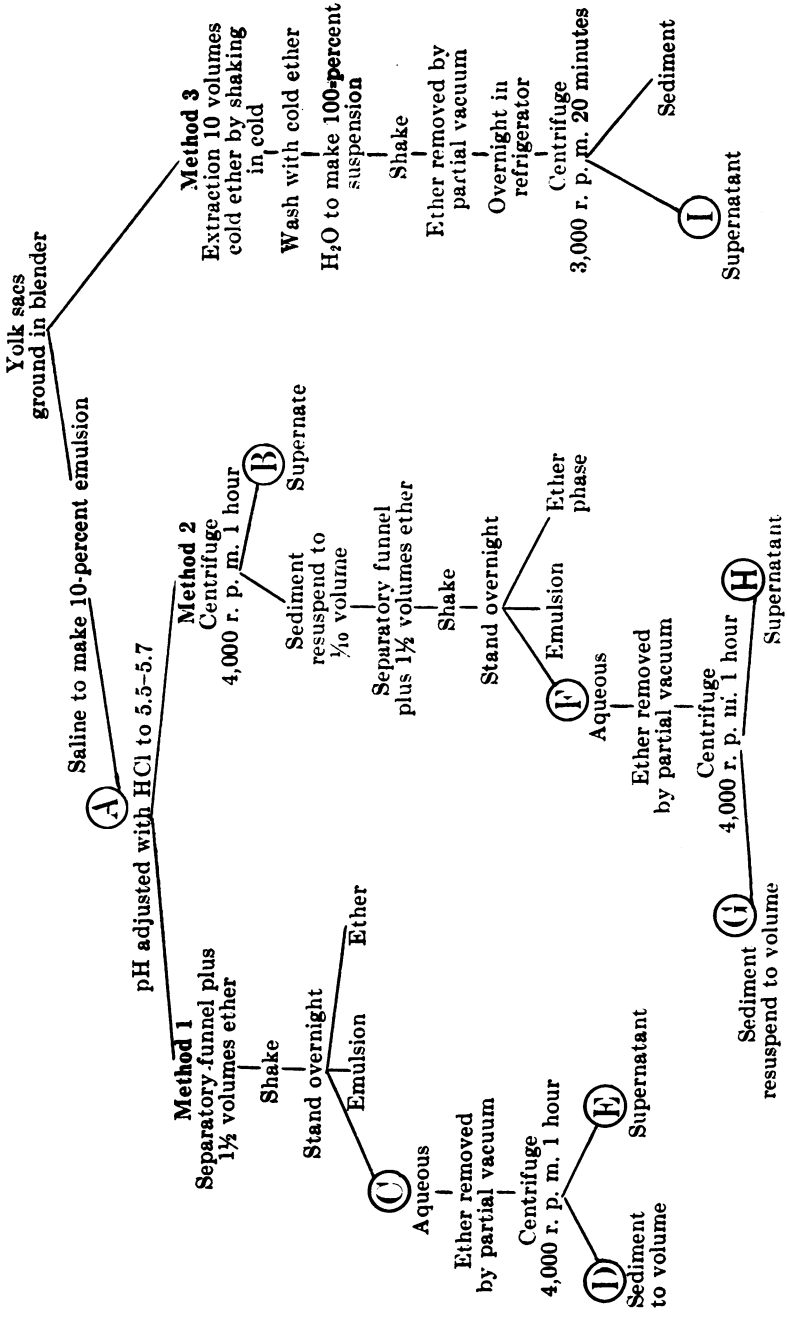 Yolk sacs
ground in blender
Saline to make 10-percent emulsion
A
pH adjusted with HCl to 5.5–5.7
Method 1
Separatory funnel plus
1½ volumes ether
Shake
Stand overnight
Emulsion
Ether
C
Aqueous
Ether removed
by partial vacuum
Centrifuge
4,000 r. p. m. 1 hour
D
Sediment
to volume
E
Supernatant
Method 2
Centrifuge
4,000 r. p. m. 1 hour
B
Supernate
Sediment
resuspend to
1/10 volume
Separatory funnel
plus 1½ volumes ether
Shake
Stand overnight
F
Aqueous
Emulsion
Ether
phase
Ether removed
by partial vacuum
Centrifuge
4,000 r. p. m. 1 hour
G
Sediment
resuspend to volume
H
Supernatant
Method 3
Extraction 10 volumes
cold ether by shaking
in cold
Wash with cold ether
H₂O to make 100-percent
suspension
Shake
Ether removed by
partial vacuum
Overnight in
refrigerator
Centrifuge
3,000 r. p. m. 20 minutes
I
Supernatant
Sediment